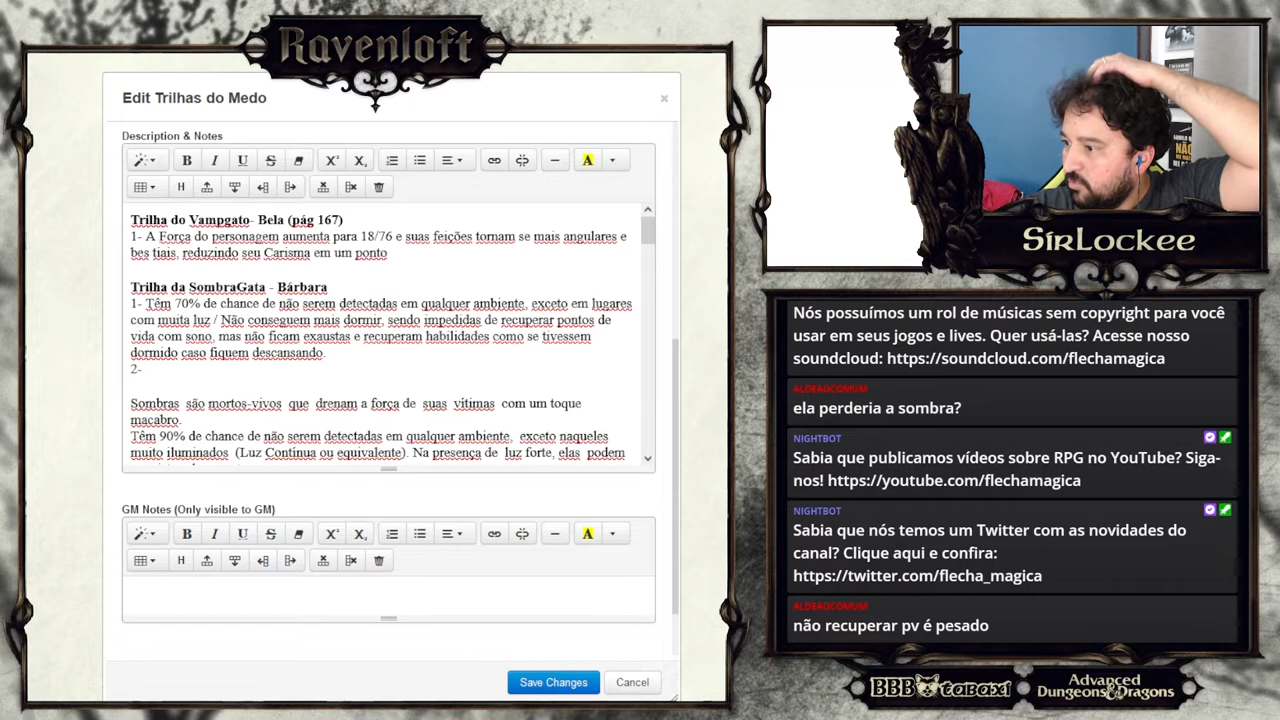 Ravenloft
Edit Trilhas do Medo
×
Description & Notes
B I U S X² X₂ A
H
Trilha do Vampgato- Bela (pág 167)
1- A Força do personagem aumenta para 18/76 e suas feições tornam se mais angulares e
bes tiais, reduzindo seu Carisma em um ponto
Trilha da SombraGata - Bárbara
1- Têm 70% de chance de não serem detectadas em qualquer ambiente, exceto em lugares
com muita luz / Não conseguem mais dormir, sendo impedidas de recuperar pontos de
vida com sono, mas não ficam exaustas e recuperam habilidades como se tivessem
dormido caso fiquem descansando.
2-
Sombras são mortos-vivos que drenam a força de suas vítimas com um toque
macabro.
Têm 90% de chance de não serem detectadas em qualquer ambiente, exceto naqueles
muito iluminados (Luz Contínua ou equivalente). Na presença de luz forte, elas podem
GM Notes (Only visible to GM)
B I U S X² X₂ A
H
Save Changes
Cancel
SirLockee
Nós possuímos um rol de músicas sem copyright para você
usar em seus jogos e lives. Quer usá-las? Acesse nosso
soundcloud: https://soundcloud.com/flechamagica
ALDEAOCOMUM
ela perderia a sombra?
NIGHTBOT
Sabia que publicamos vídeos sobre RPG no YouTube? Siga-
nos! https://youtube.com/flechamagica
NIGHTBOT
Sabia que nós temos um Twitter com as novidades do
canal? Clique aqui e confira:
https://twitter.com/flecha_magica
ALDEAOCOMUM
não recuperar pv é pesado
BBB tabaxi
Advanced
Dungeons & Dragons